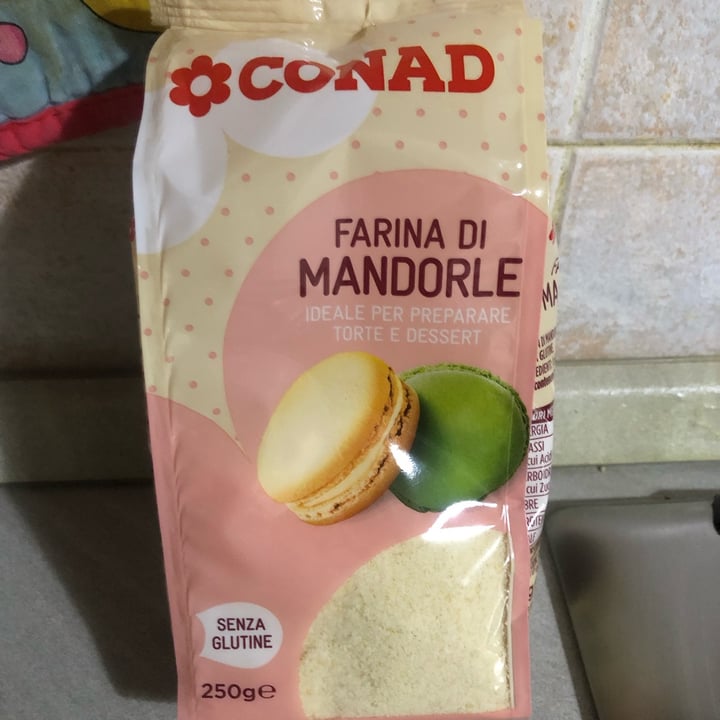 CONAD
FARINA DI
MANDORLE
IDEALE PER PREPARARE
TORTE E DESSERT
SENZA
GLUTINE
250g℮